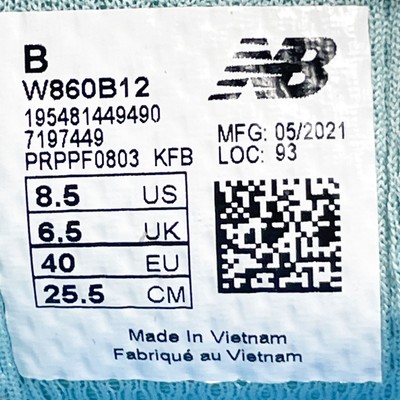 B
W860B12
195481449490
7197449
PRPPF0803 KFB
NB
MFG: 05/2021
LOC: 93
8.5 US
6.5 UK
40 EU
25.5 CM
Made In Vietnam
Fabriqué au Vietnam